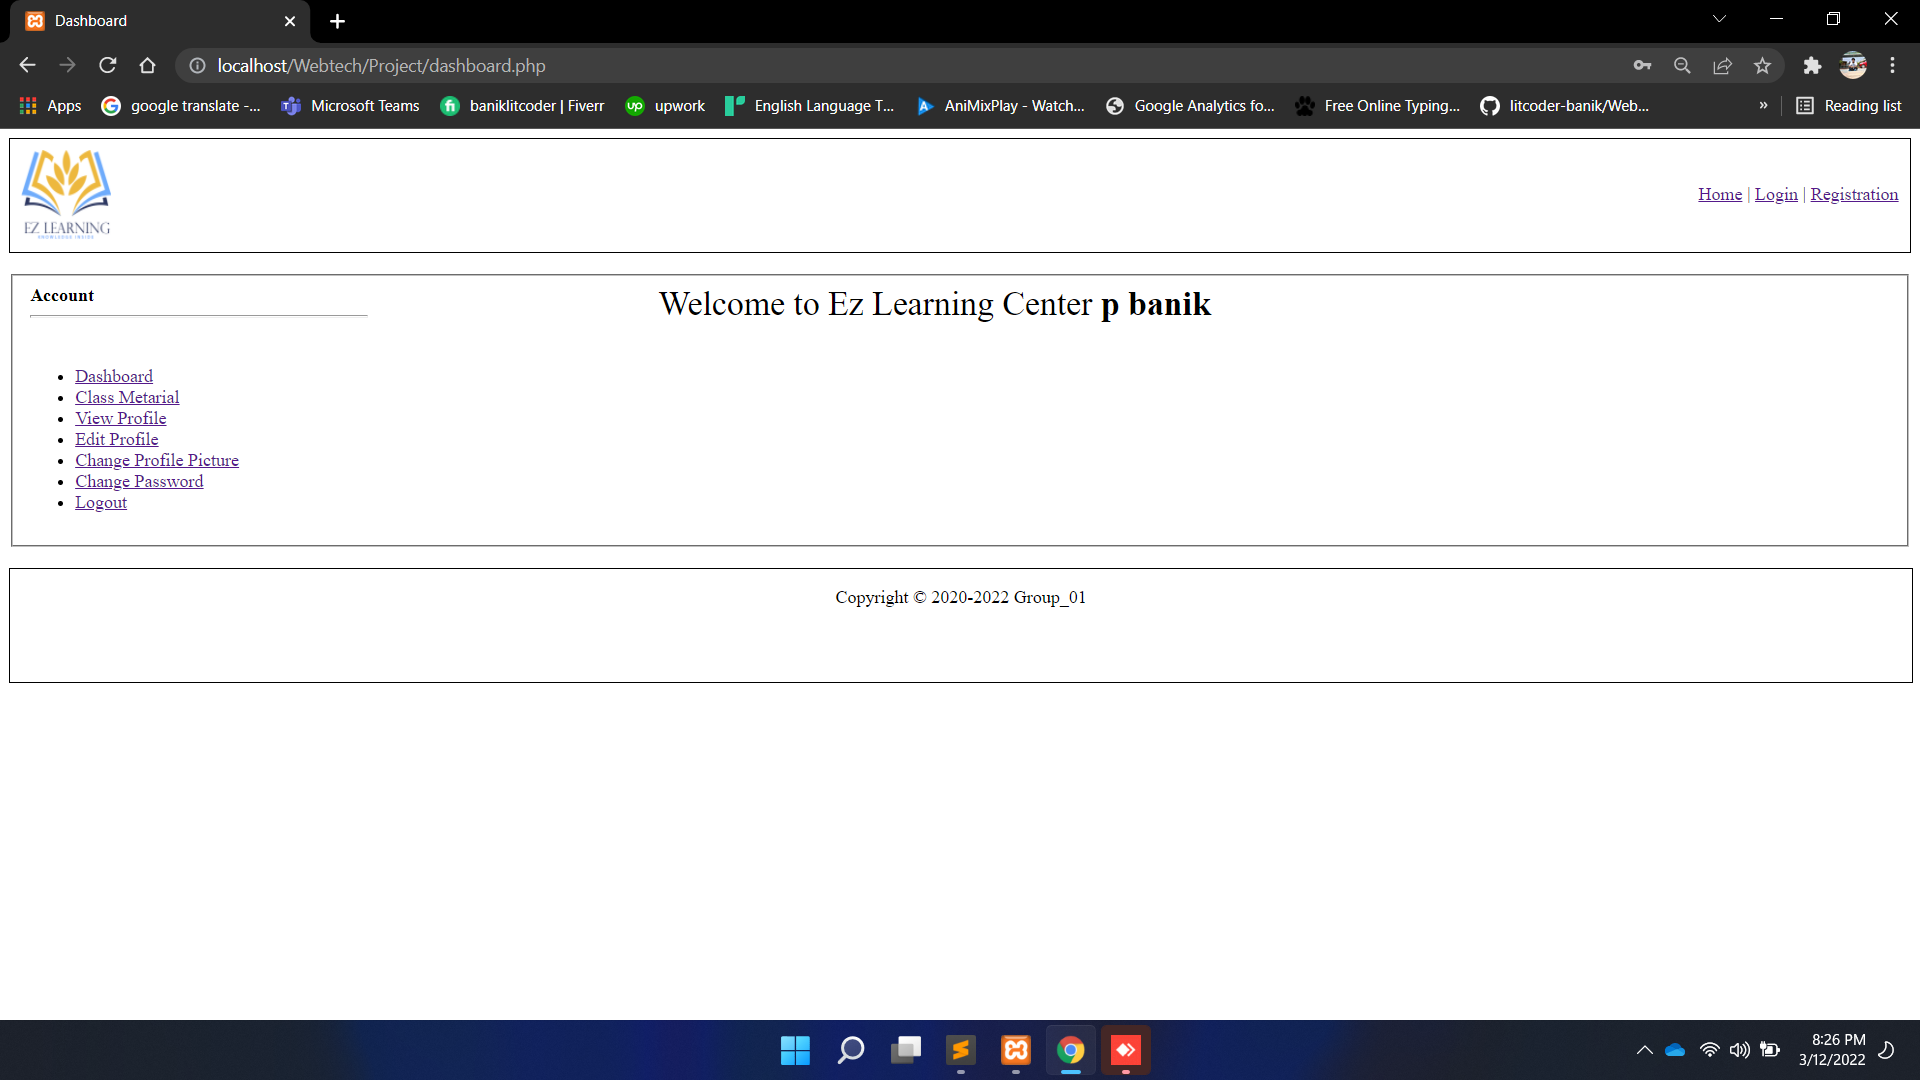 Dashboard
localhost/Webtech/Project/dashboard.php
Apps google translate -... Microsoft Teams baniklitcoder | Fiverr upwork English Language T... AniMixPlay - Watch... Google Analytics fo... Free Online Typing... litcoder-banik/Web... » Reading list
EZ LEARNING
Home | Login | Registration
Account
Welcome to Ez Learning Center p banik
Dashboard
Class Metarial
View Profile
Edit Profile
Change Profile Picture
Change Password
Logout
Copyright © 2020-2022 Group_01
8:26 PM
3/12/2022